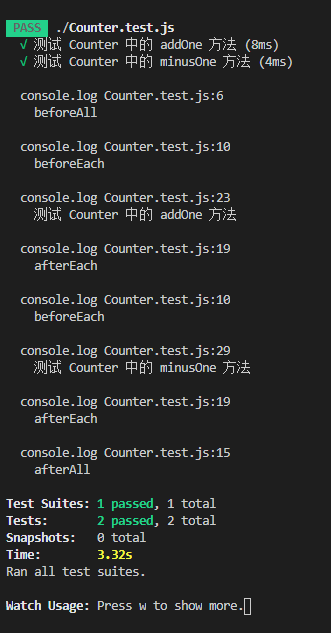 PASS ./Counter.test.js
√ 测试 Counter 中的 addOne 方法 (8ms)
√ 测试 Counter 中的 minusOne 方法 (4ms)
console.log Counter.test.js:6
beforeAll
console.log Counter.test.js:10
beforeEach
console.log Counter.test.js:23
测试 Counter 中的 addOne 方法
console.log Counter.test.js:19
afterEach
console.log Counter.test.js:10
beforeEach
console.log Counter.test.js:29
测试 Counter 中的 minusOne 方法
console.log Counter.test.js:19
afterEach
console.log Counter.test.js:15
afterAll
Test Suites: 1 passed, 1 total
Tests: 2 passed, 2 total
Snapshots: 0 total
Time: 3.32s
Ran all test suites.
Watch Usage: Press w to show more.